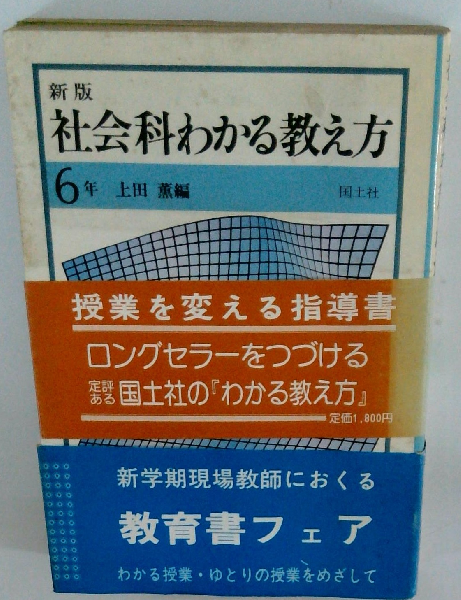 新版
社会科わかる教え方
6年 上田 薫編 国土社
授業を変える指導書
ロングセラーをつづける
定評ある国土社の『わかる教え方』
定価1,800円
新学期現場教師におくる
教育書フェア
わかる授業・ゆとりの授業をめざして